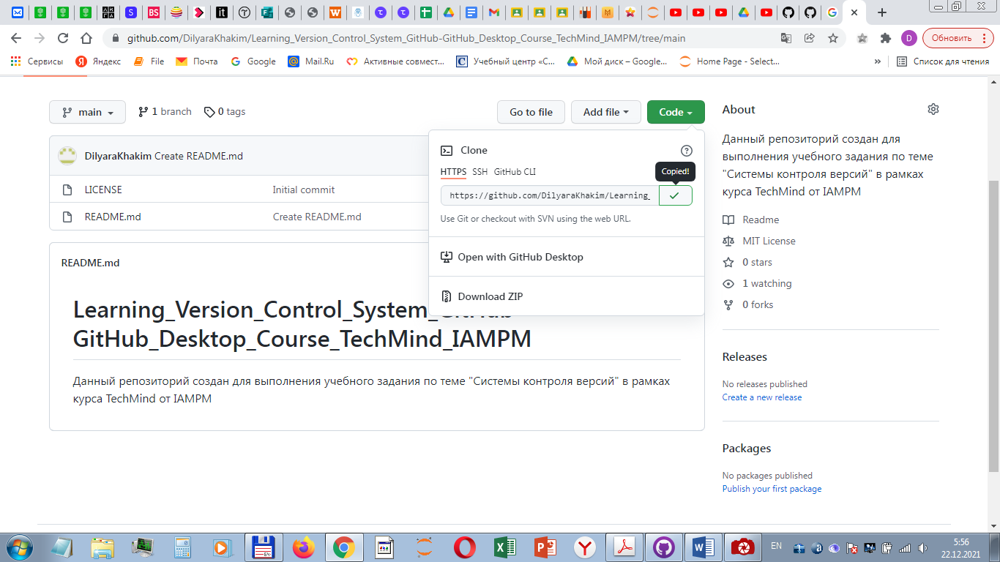 github.com/DilyaraKhakim/Learning_Version_Control_System_GitHub-GitHub_Desktop_Course_TechMind_IAMPM/tree/main
Обновить
Сервисы
Яндекс
File
Почта
Google
Mail.Ru
Активные совмест...
Учебный центр «С...
Мой диск – Google...
Home Page - Select...
»
Список для чтения
main
1 branch
0 tags
Go to file
Add file
Code
About
Данный репозиторий создан для
выполнения учебного задания по теме
"Системы контроля версий" в рамках
курса TechMind от IAMPM
Readme
MIT License
0 stars
1 watching
0 forks
Releases
No releases published
Create a new release
Packages
No packages published
Publish your first package
DilyaraKhakim Create README.md
LICENSE
Initial commit
README.md
Create README.md
Clone
HTTPS
SSH
GitHub CLI
Copied!
https://github.com/DilyaraKhakim/Learning_
Use Git or checkout with SVN using the web URL.
Open with GitHub Desktop
Download ZIP
README.md
Learning_Version_Control_System_GitHub-
GitHub_Desktop_Course_TechMind_IAMPM
Данный репозиторий создан для выполнения учебного задания по теме "Системы контроля версий" в рамках
курса TechMind от IAMPM
EN
5:56
22.12.2021